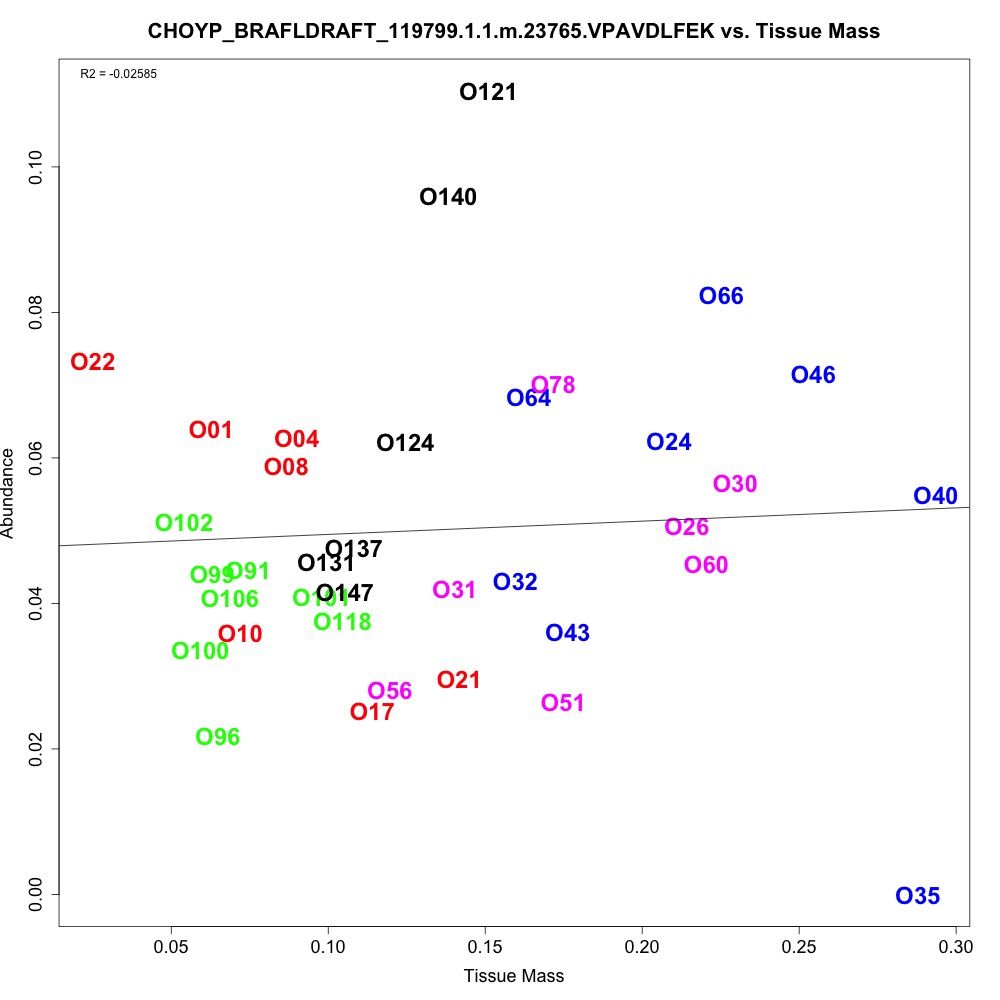 CHOYP_BRAFLDRAFT_119799.1.1.m.23765.VPAVDLFEK vs. Tissue Mass
R2 = -0.02585
O121
0.10
O140
O66
0.08
O22
O46
O78
O64
O01
O04
O124
O24
0.06
O08
O30
Abundance
O40
O102
O26
O137
O131
O60
O99
O91
O32
O31
O147
O106
O101
0.04
O118
O10
O43
O100
O21
O56
O51
O17
O96
0.02
0.00
O35
0.05 0.10 0.15 0.20 0.25 0.30
Tissue Mass